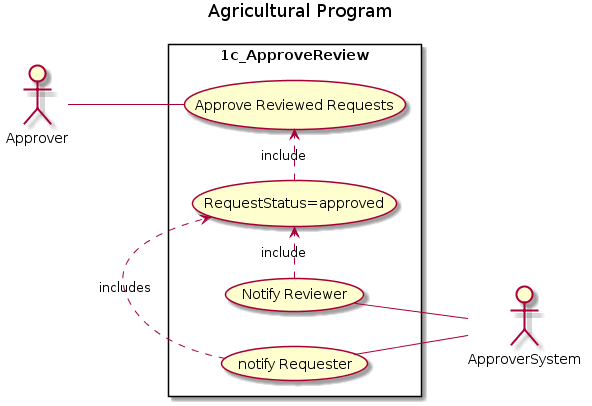 Agricultural Program
1c_ApproveReview
Approve Reviewed Requests
Approver
include
RequestStatus=approved
include
includes
Notify Reviewer
ApproverSystem
notify Requester